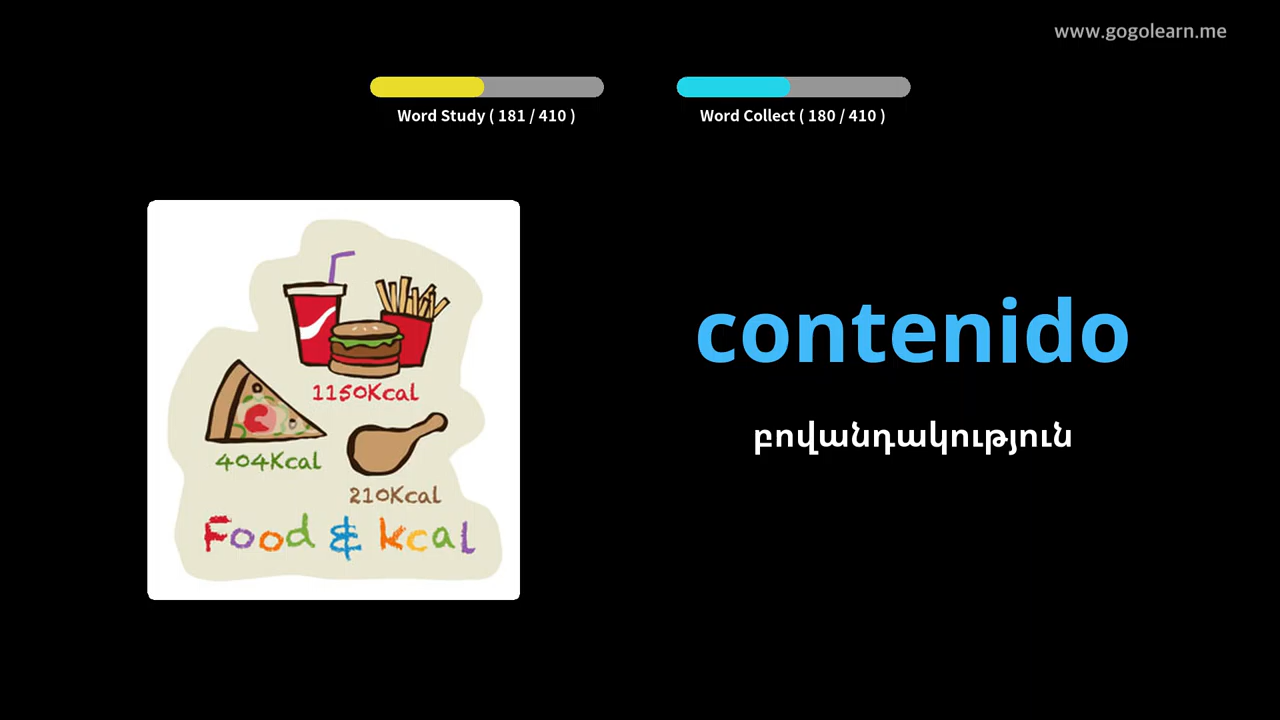 www.gogolearn.me
Word Study ( 181 / 410 )
Word Collect ( 180 / 410 )
1150Kcal
404Kcal
210Kcal
Food & kcal
contenido
բովանդակություն